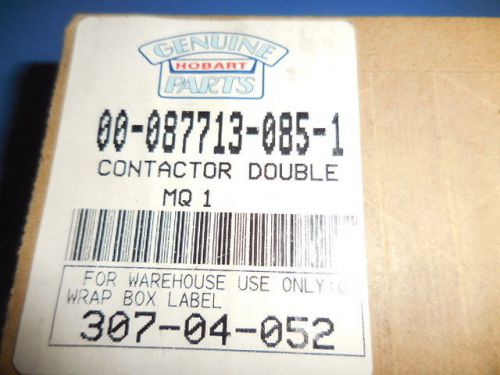 GENUINE
HOBART
PARTS
00-087713-085-1
CONTACTOR DOUBLE
MQ 1
FOR WAREHOUSE USE ONLY:
WRAP BOX LABEL
307-04-052